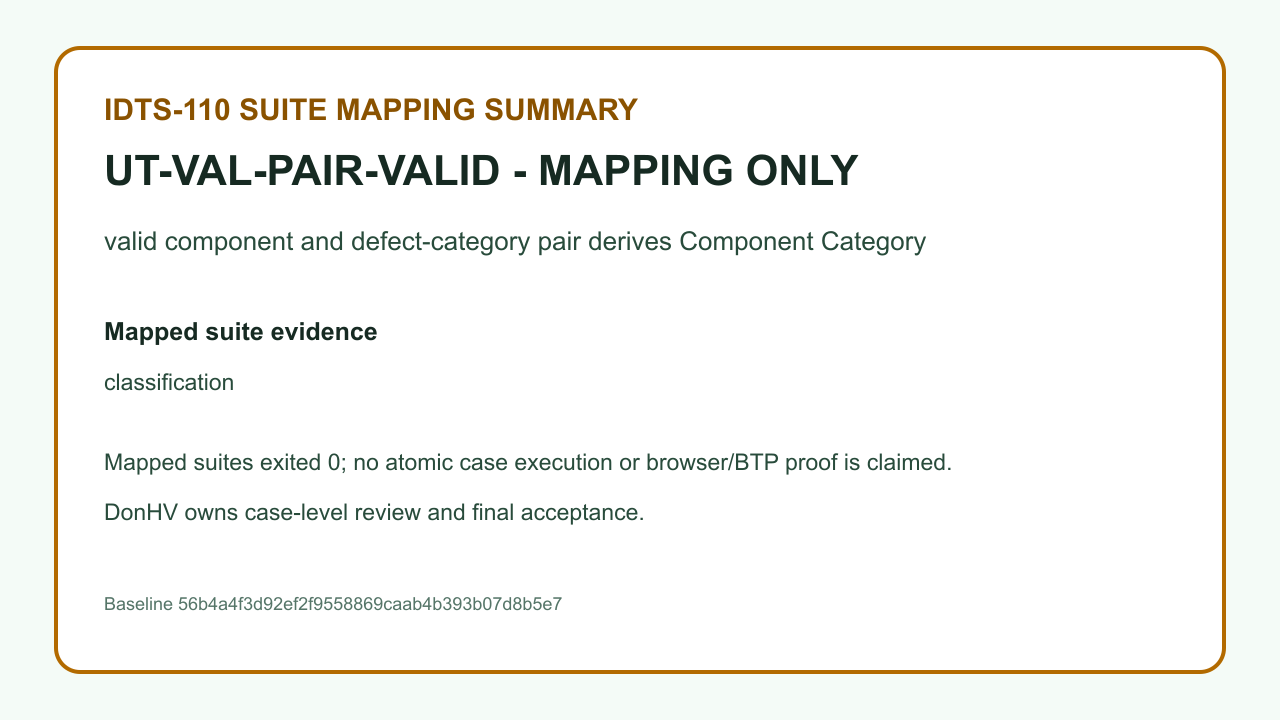 IDTS-110 SUITE MAPPING SUMMARY
UT-VAL-PAIR-VALID - MAPPING ONLY
valid component and defect-category pair derives Component Category
Mapped suite evidence
classification
Mapped suites exited 0; no atomic case execution or browser/BTP proof is claimed.
DonHV owns case-level review and final acceptance.
Baseline 56b4a4f3d92ef2f9558869caab4b393b07d8b5e7